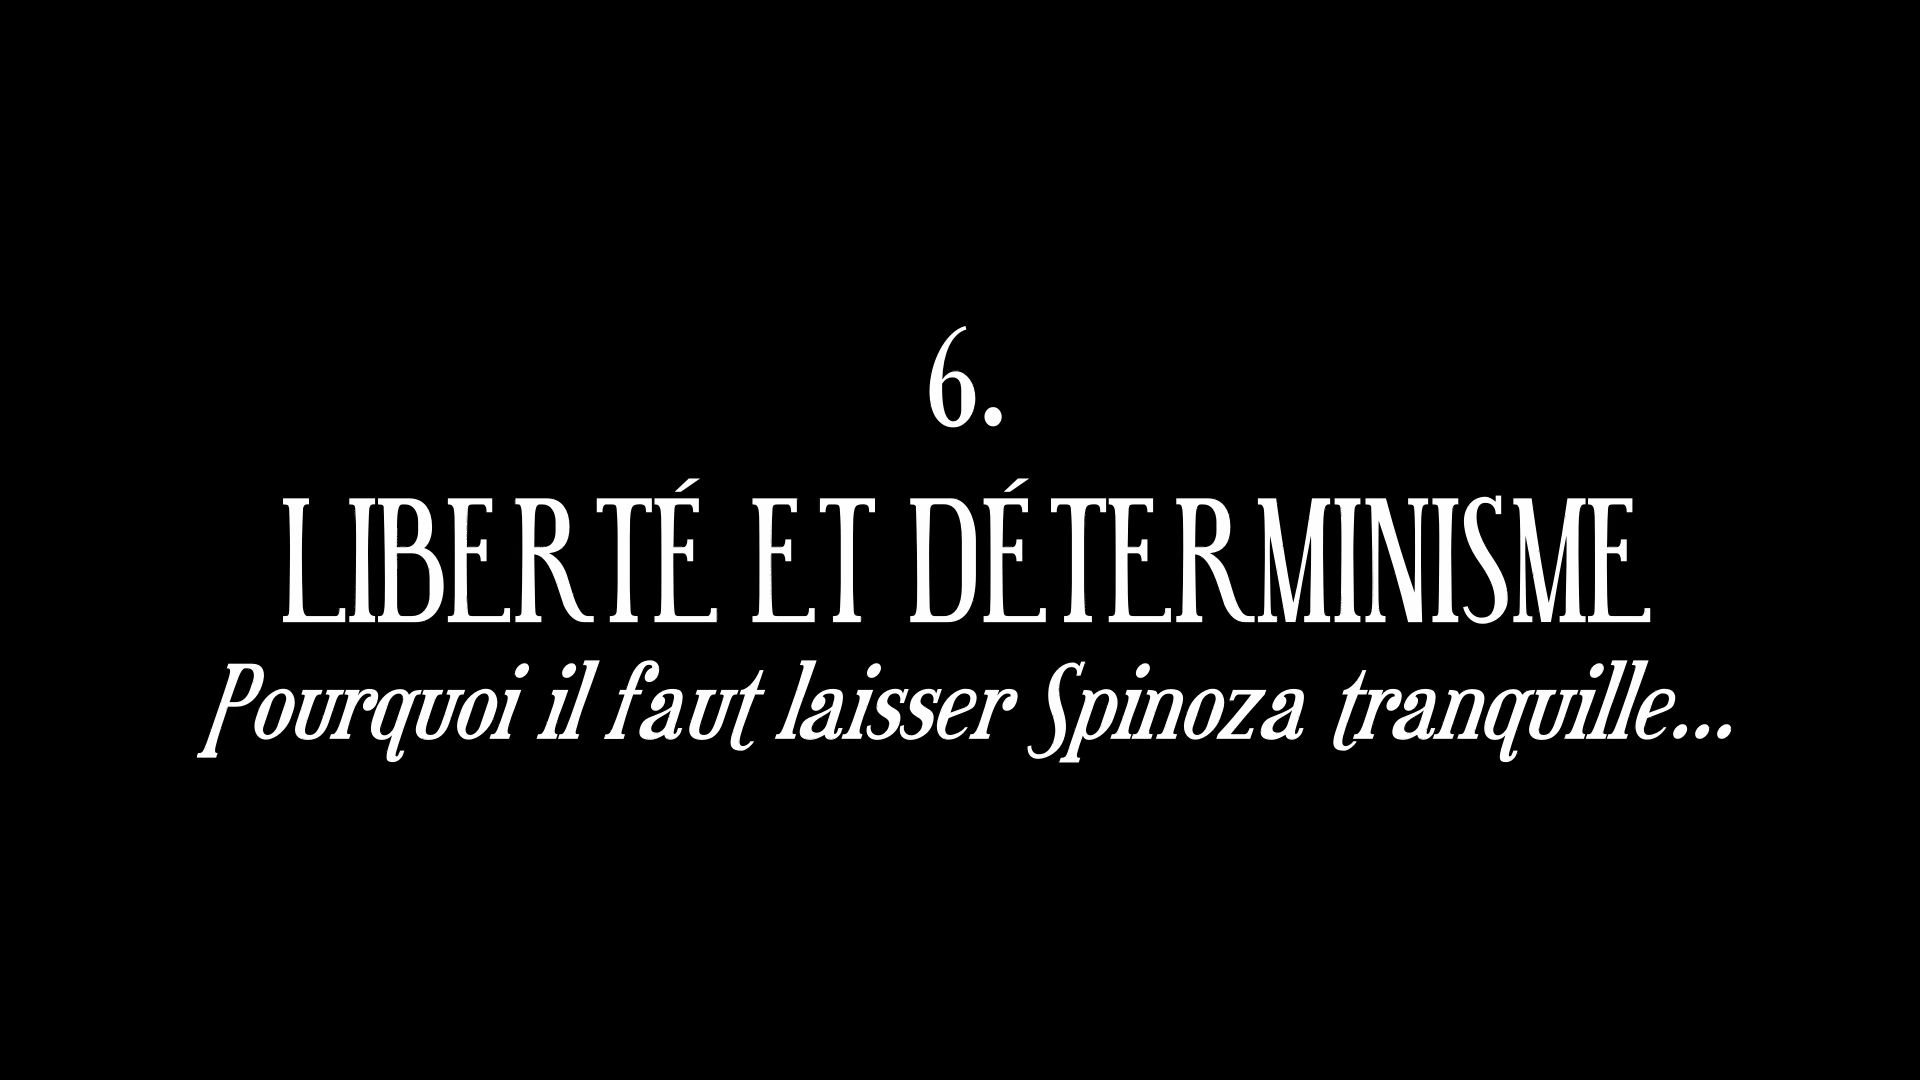 6.
LIBERTÉ ET DÉTERMINISME
Pourquoi il faut laisser Spinoza tranquille...